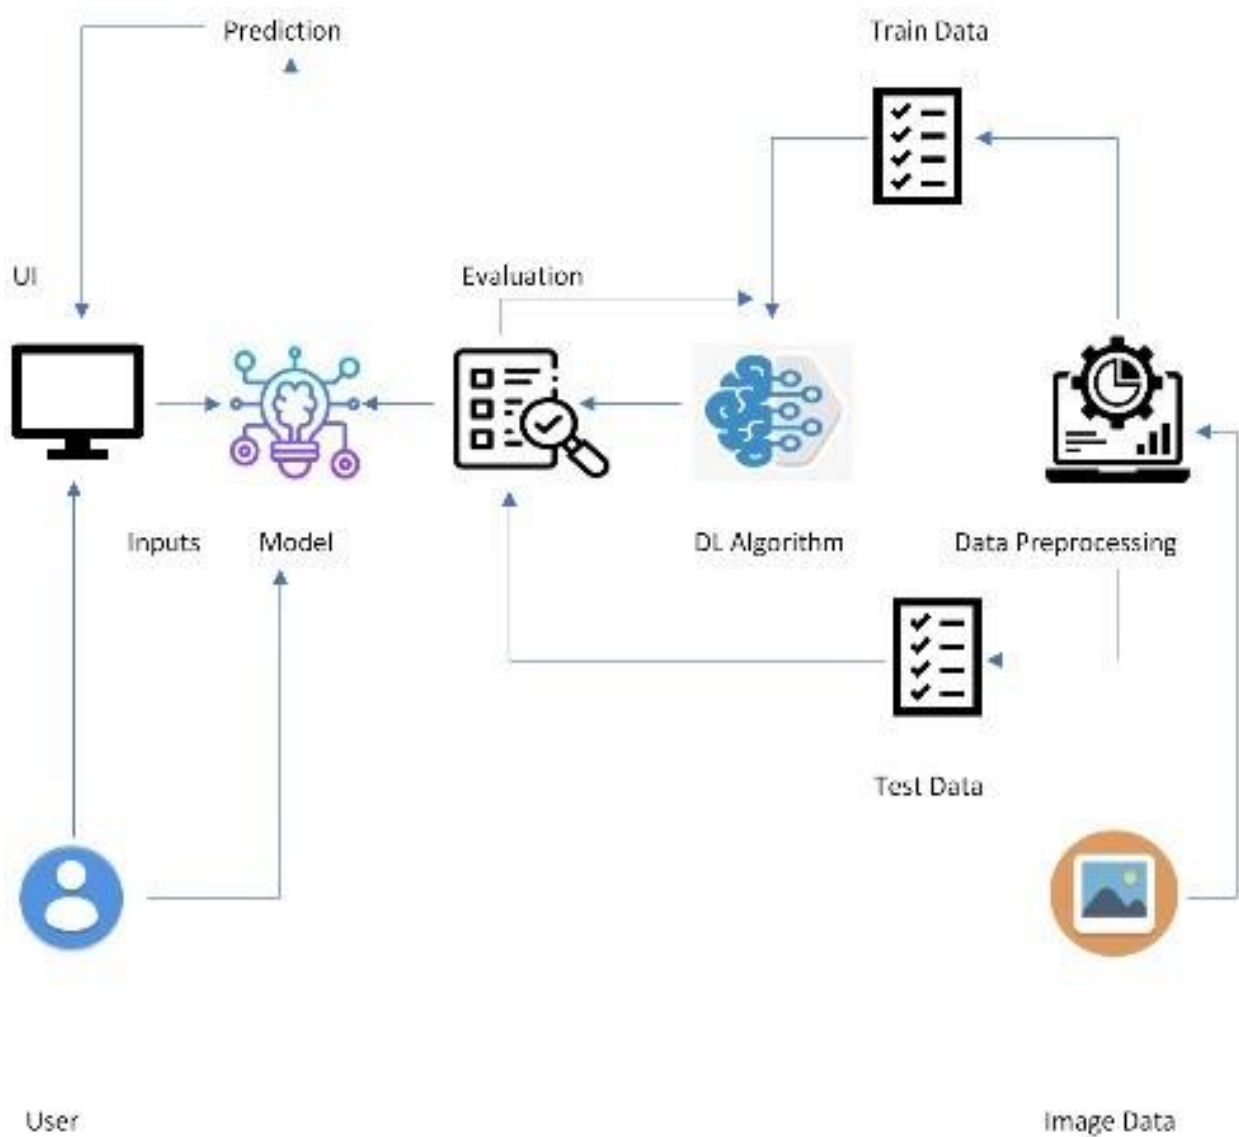 Prediction
Train Data
UI
Evaluation
Inputs
Model
DL Algorithm
Data Preprocessing
Test Data
User
Image Data